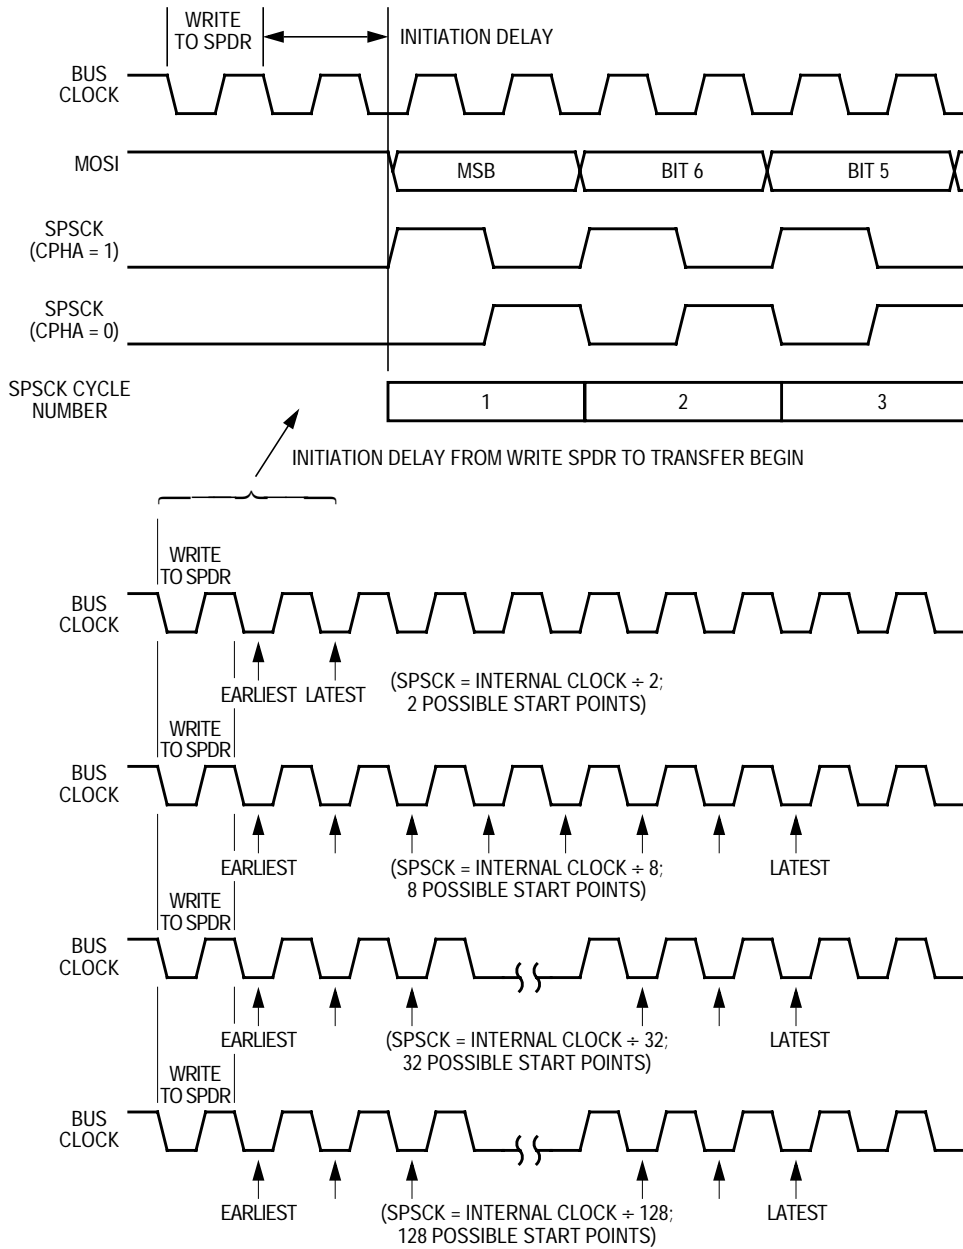 WRITE
TO SPDR
INITIATION DELAY
BUS
CLOCK
MOSI
MSB
BIT 6
BIT 5
SPSCK
(CPHA = 1)
SPSCK
(CPHA = 0)
SPSCK CYCLE
NUMBER
1
2
3
INITIATION DELAY FROM WRITE SPDR TO TRANSFER BEGIN
WRITE
TO SPDR
BUS
CLOCK
EARLIEST
LATEST
(SPSCK = INTERNAL CLOCK ÷ 2;
2 POSSIBLE START POINTS)
WRITE
TO SPDR
BUS
CLOCK
EARLIEST
(SPSCK = INTERNAL CLOCK ÷ 8;
8 POSSIBLE START POINTS)
LATEST
WRITE
TO SPDR
BUS
CLOCK
EARLIEST
(SPSCK = INTERNAL CLOCK ÷ 32;
32 POSSIBLE START POINTS)
LATEST
WRITE
TO SPDR
BUS
CLOCK
EARLIEST
(SPSCK = INTERNAL CLOCK ÷ 128;
128 POSSIBLE START POINTS)
LATEST